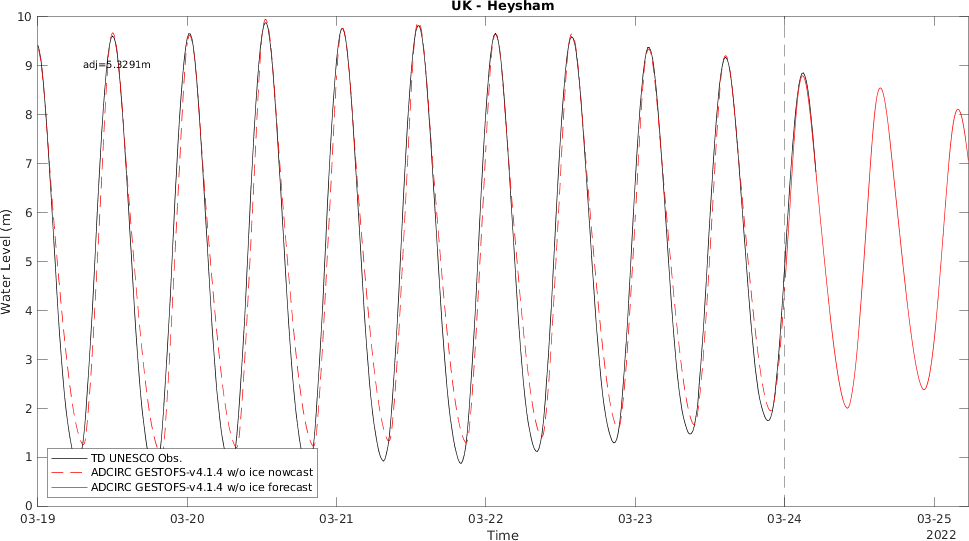 UK - Heysham
10
9
8
7
6
5
4
3
2
1
0
Water Level (m)
adj=5.3291m
TD UNESCO Obs.
ADCIRC GESTOFS-v4.1.4 w/o ice nowcast
ADCIRC GESTOFS-v4.1.4 w/o ice forecast
03-19 03-20 03-21 03-22 03-23 03-24 03-25
Time
2022